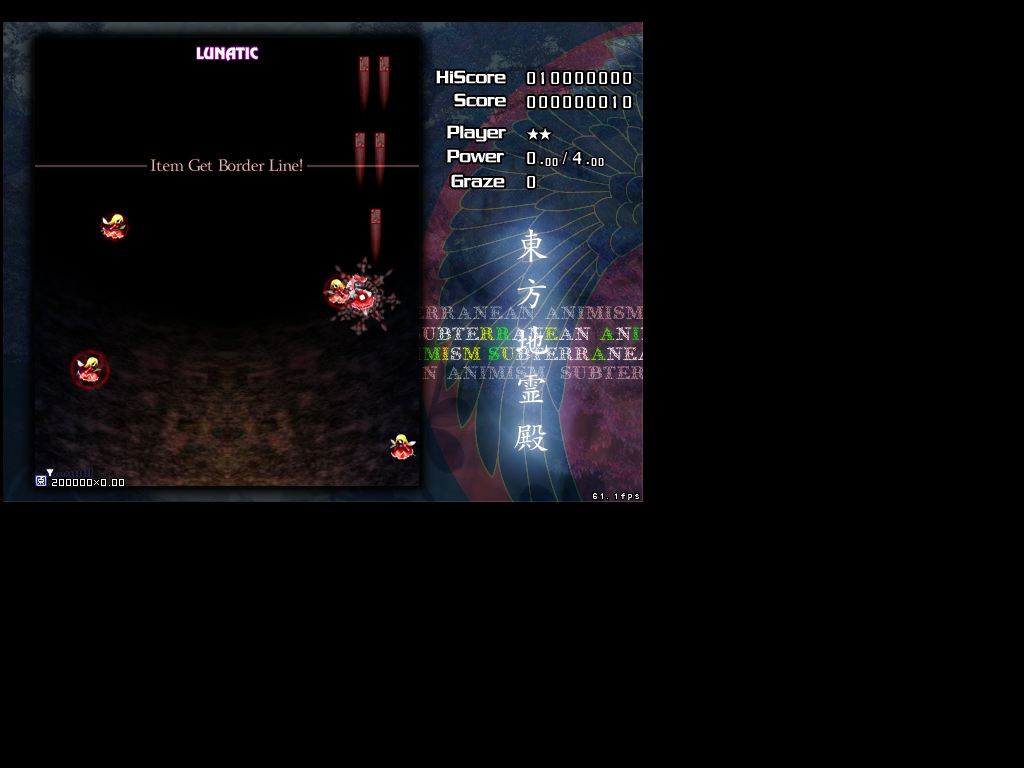 LUNATIC
HiScore 010000000
Score 000000010
Player ★★
Power 0.00/4.00
Item Get Border Line!
Graze 0
東方地霊殿
RRANEAN ANIMISM
UBTERRANEAN ANI
MISM SUBTERRANEA
N ANIMISM SUBTER
200000×0.00
61.1fps